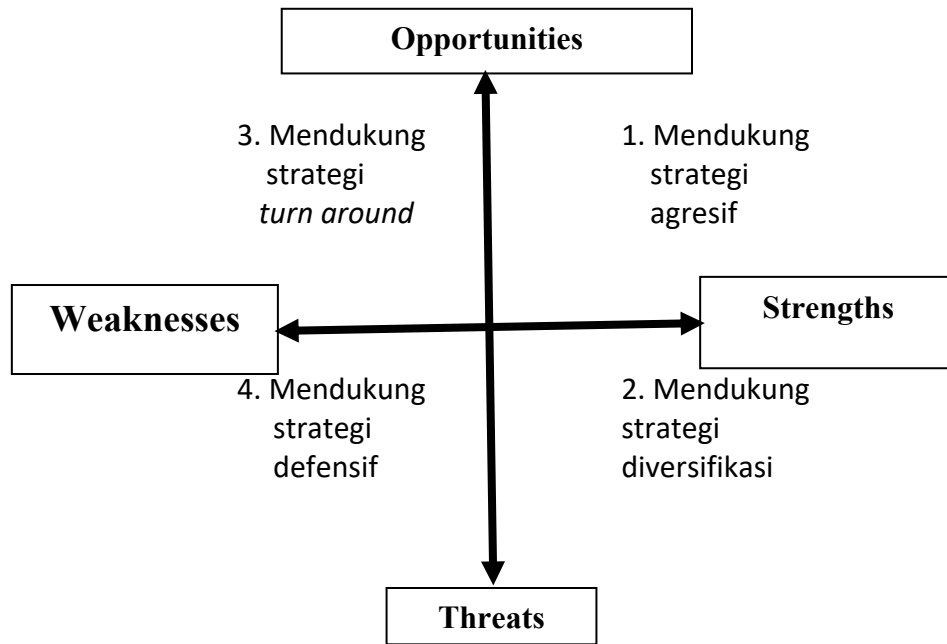 Opportunities
3. Mendukung
strategi
turn around
1. Mendukung
strategi
agresif
Weaknesses
Strengths
4. Mendukung
strategi
defensif
2. Mendukung
strategi
diversifikasi
Threats